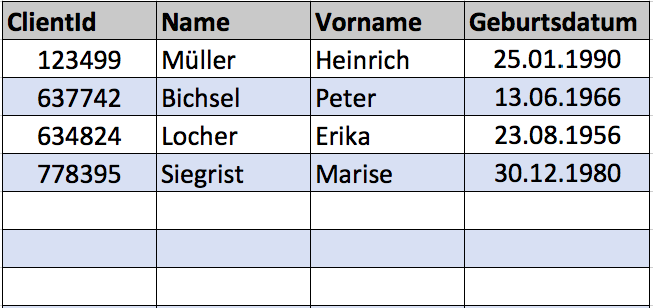 ClientId Name Vorname Geburtsdatum
123499 Müller Heinrich 25.01.1990
637742 Bichsel Peter 13.06.1966
634824 Locher Erika 23.08.1956
778395 Siegrist Marise 30.12.1980